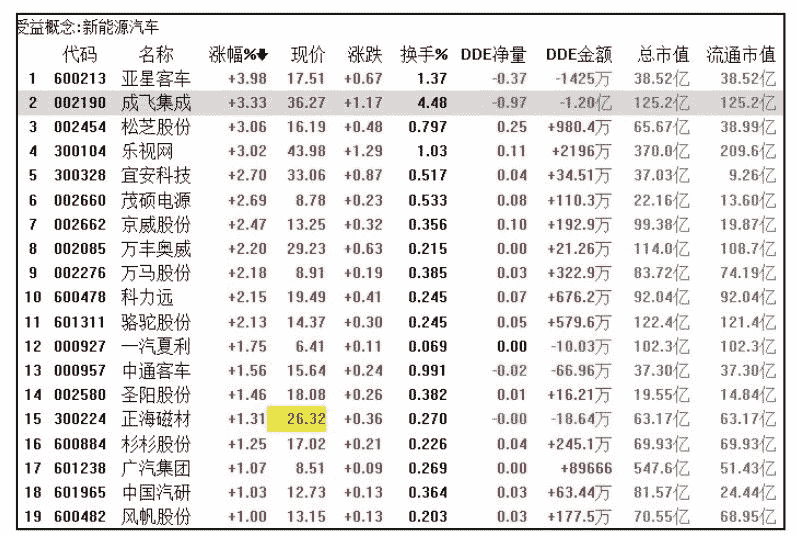 受益概念:新能源汽车
代码 名称 涨幅%↓ 现价 涨跌 换手% DDE净量 DDE金额 总市值 流通市值
1 600213 亚星客车 +3.98 17.51 +0.67 1.37 -0.37 -1425万 38.52亿 38.52亿
2 002190 成飞集成 +3.33 36.27 +1.17 4.48 -0.97 -1.20亿 125.2亿 125.2亿
3 002454 松芝股份 +3.06 16.19 +0.48 0.797 0.25 +980.4万 65.67亿 38.99亿
4 300104 乐视网 +3.02 43.98 +1.29 1.03 0.11 +2196万 370.0亿 209.6亿
5 300328 宜安科技 +2.70 33.06 +0.87 0.517 0.04 +34.51万 37.03亿 9.26亿
6 002660 茂硕电源 +2.69 8.78 +0.23 0.533 0.08 +110.3万 22.16亿 13.60亿
7 002662 京威股份 +2.47 13.25 +0.32 0.356 0.10 +192.9万 99.38亿 19.87亿
8 002085 万丰奥威 +2.20 29.23 +0.63 0.215 0.00 +21.26万 114.0亿 108.7亿
9 002276 万马股份 +2.18 8.91 +0.19 0.385 0.03 +322.9万 83.72亿 74.19亿
10 600478 科力远 +2.15 19.49 +0.41 0.245 0.07 +676.2万 92.04亿 92.04亿
11 601311 骆驼股份 +2.13 14.37 +0.30 0.245 0.05 +579.6万 122.4亿 121.4亿
12 000927 一汽夏利 +1.75 6.41 +0.11 0.069 0.00 -10.03万 102.3亿 102.3亿
13 000957 中通客车 +1.56 15.64 +0.24 0.991 -0.02 -66.96万 37.30亿 37.30亿
14 002580 圣阳股份 +1.46 18.08 +0.26 0.382 0.01 +16.21万 19.55亿 14.84亿
15 300224 正海磁材 +1.31 26.32 +0.36 0.270 -0.00 -18.64万 63.17亿 63.17亿
16 600884 杉杉股份 +1.25 17.02 +0.21 0.226 0.04 +245.1万 69.93亿 69.93亿
17 601238 广汽集团 +1.07 8.51 +0.09 0.269 0.00 +89666 547.6亿 51.43亿
18 601965 中国汽研 +1.03 12.73 +0.13 0.364 0.03 +63.44万 81.57亿 24.44亿
19 600482 风帆股份 +1.00 13.15 +0.13 0.203 0.03 +177.5万 70.55亿 68.95亿